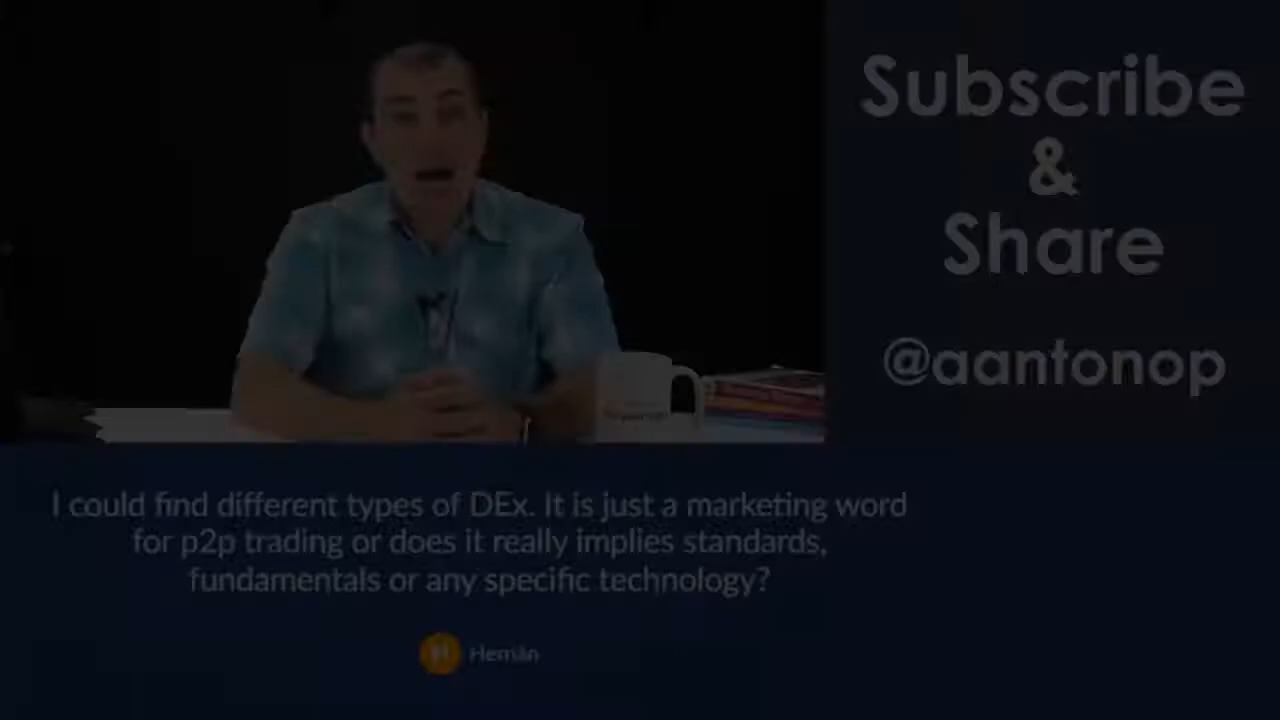 Subscribe
&
Share
@aantonop
I could find different types of DEx. It is just a marketing word
for p2p trading or does it really implies standards,
fundamentals or any specific technology?
H Hernán